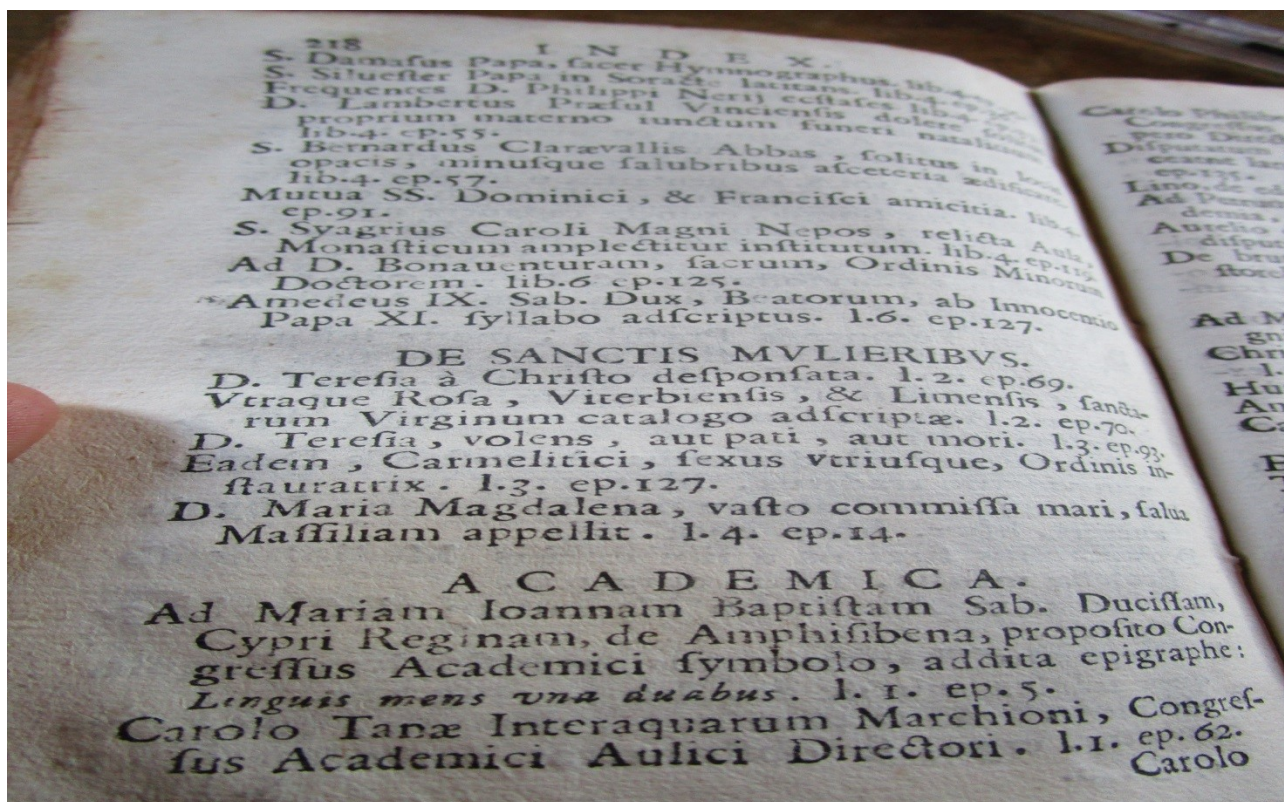 218 INDEX.
S. Damaſus Papa, ſacer Hymnographus. lib.4.
S. Silueſter Papa in Soracte latitans. lib.4. ep.
Frequentes D. Philippi Nerij ecſtaſes lib.4.
D. Lambertus Præſul Vincienſis dolere
proprium materno iunctum funeri natalitium
lib.4. ep.55.
S. Bernardus Claræuallis Abbas, ſolitus in locis
opacis, minuſque ſalubribus aſceteria ædificare.
lib.4. ep.57.
Mutua SS. Dominici, & Franciſci amicitia. lib.4.
ep.91.
S. Syagrius Caroli Magni Nepos, relicta Aula,
Monaſticum amplectitur inſtitutum. lib.4. ep.119.
Ad D. Bonauenturam, ſacrum, Ordinis Minorum
Doctorem. lib.6 ep.125.
Amedeus IX. Sab. Dux, Beatorum, ab Innocentio
Papa XI. ſyllabo adſcriptus. l.6. ep.127.
DE SANCTIS MVLIERIBVS.
D. Tereſia à Chriſto deſponſata. l.2. ep.69.
Vtraque Roſa, Viterbienſis, & Limenſis, ſancta-
rum Virginum catalogo adſcriptæ. l.2. ep.70.
D. Tereſia, volens, aut pati, aut mori. l.3. ep.93.
Eadem, Carmelitici, ſexus vtriuſque, Ordinis in-
ſtauratrix. l.3. ep.127.
D. Maria Magdalena, vaſto commiſſa mari, ſalua
Maſſiliam appellit. l.4. ep.14.
ACADEMICA.
Ad Mariam Ioannam Baptiſtam Sab. Duciſſam,
Cypri Reginam, de Amphiſibena, propoſito Con-
greſſus Academici ſymbolo, addita epigraphe:
Linguis mens vna duabus. l.1. ep.5.
Carolo Tanæ Interaquarum Marchioni, Congreſ-
ſus Academici Aulici Directori. l.1. ep.62.
Carolo